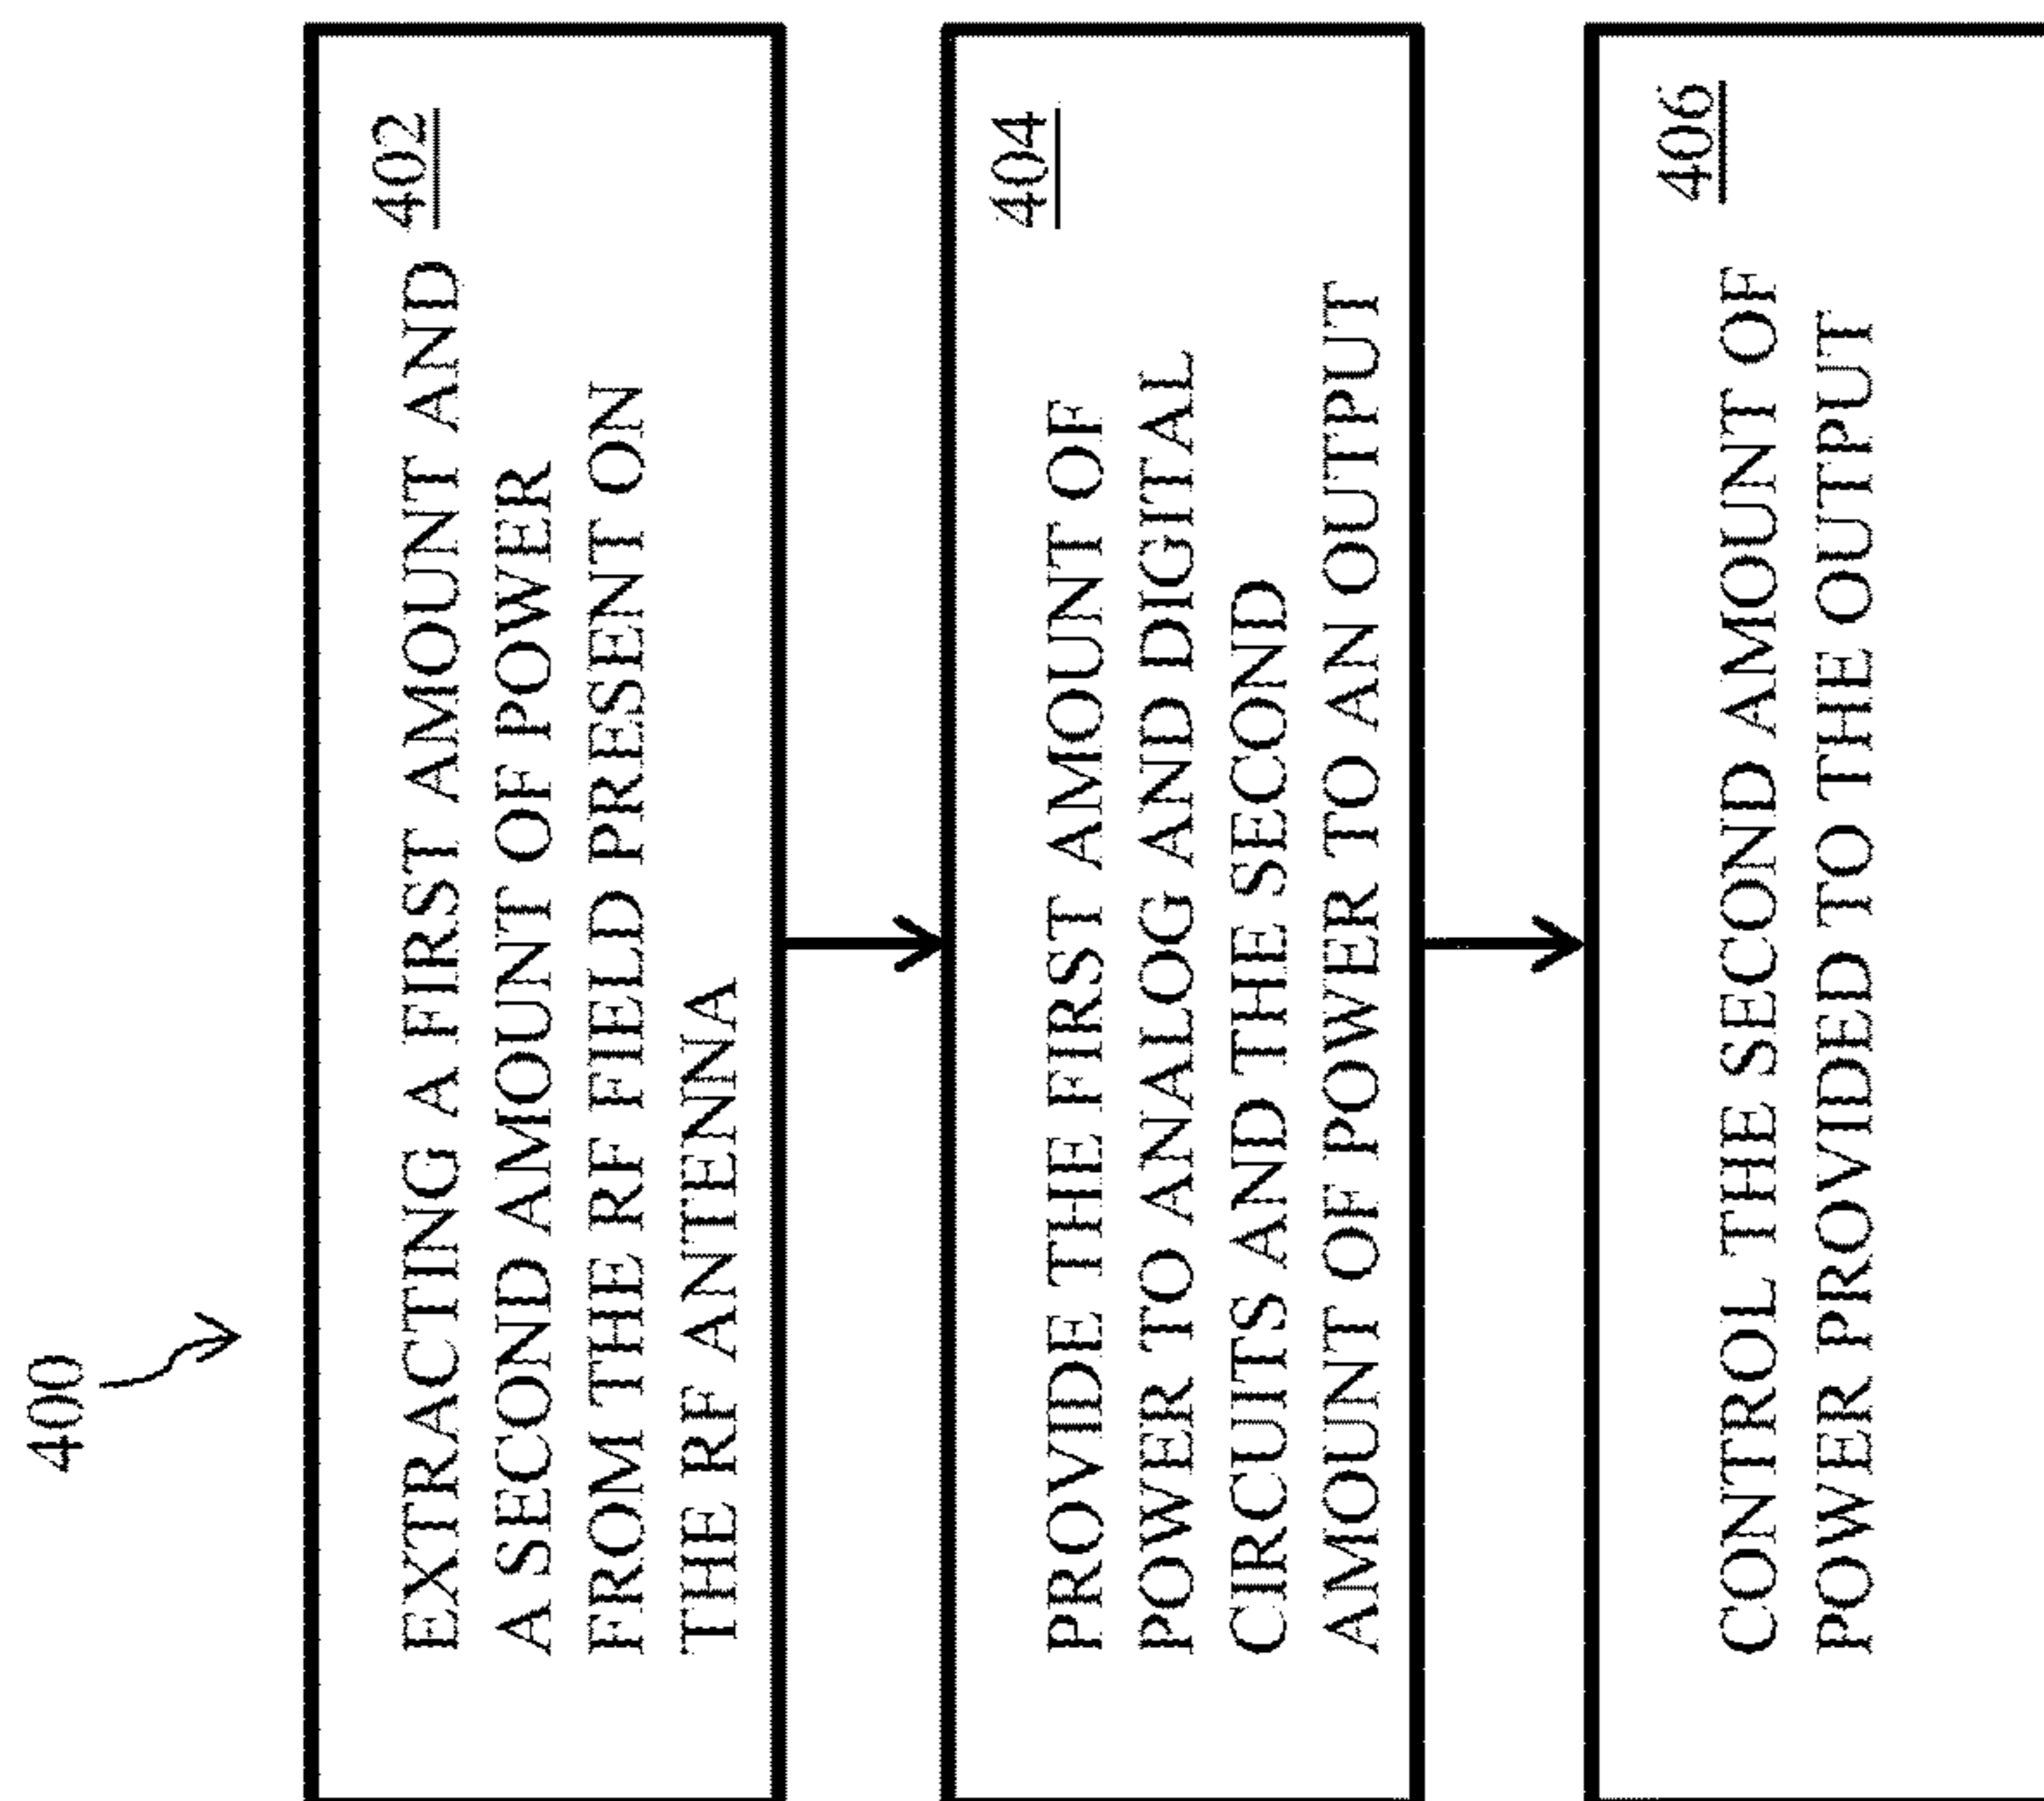 400
402
EXTRACTING A FIRST AMOUNT AND
A SECOND AMOUNT OF POWER
FROM THE RF FIELD PRESENT ON
THE RF ANTENNA
404
PROVIDE THE FIRST AMOUNT OF
POWER TO ANALOG AND DIGITAL
CIRCUITS AND THE SECOND
AMOUNT OF POWER TO AN OUTPUT
406
CONTROL THE SECOND AMOUNT OF
POWER PROVIDED TO THE OUTPUT